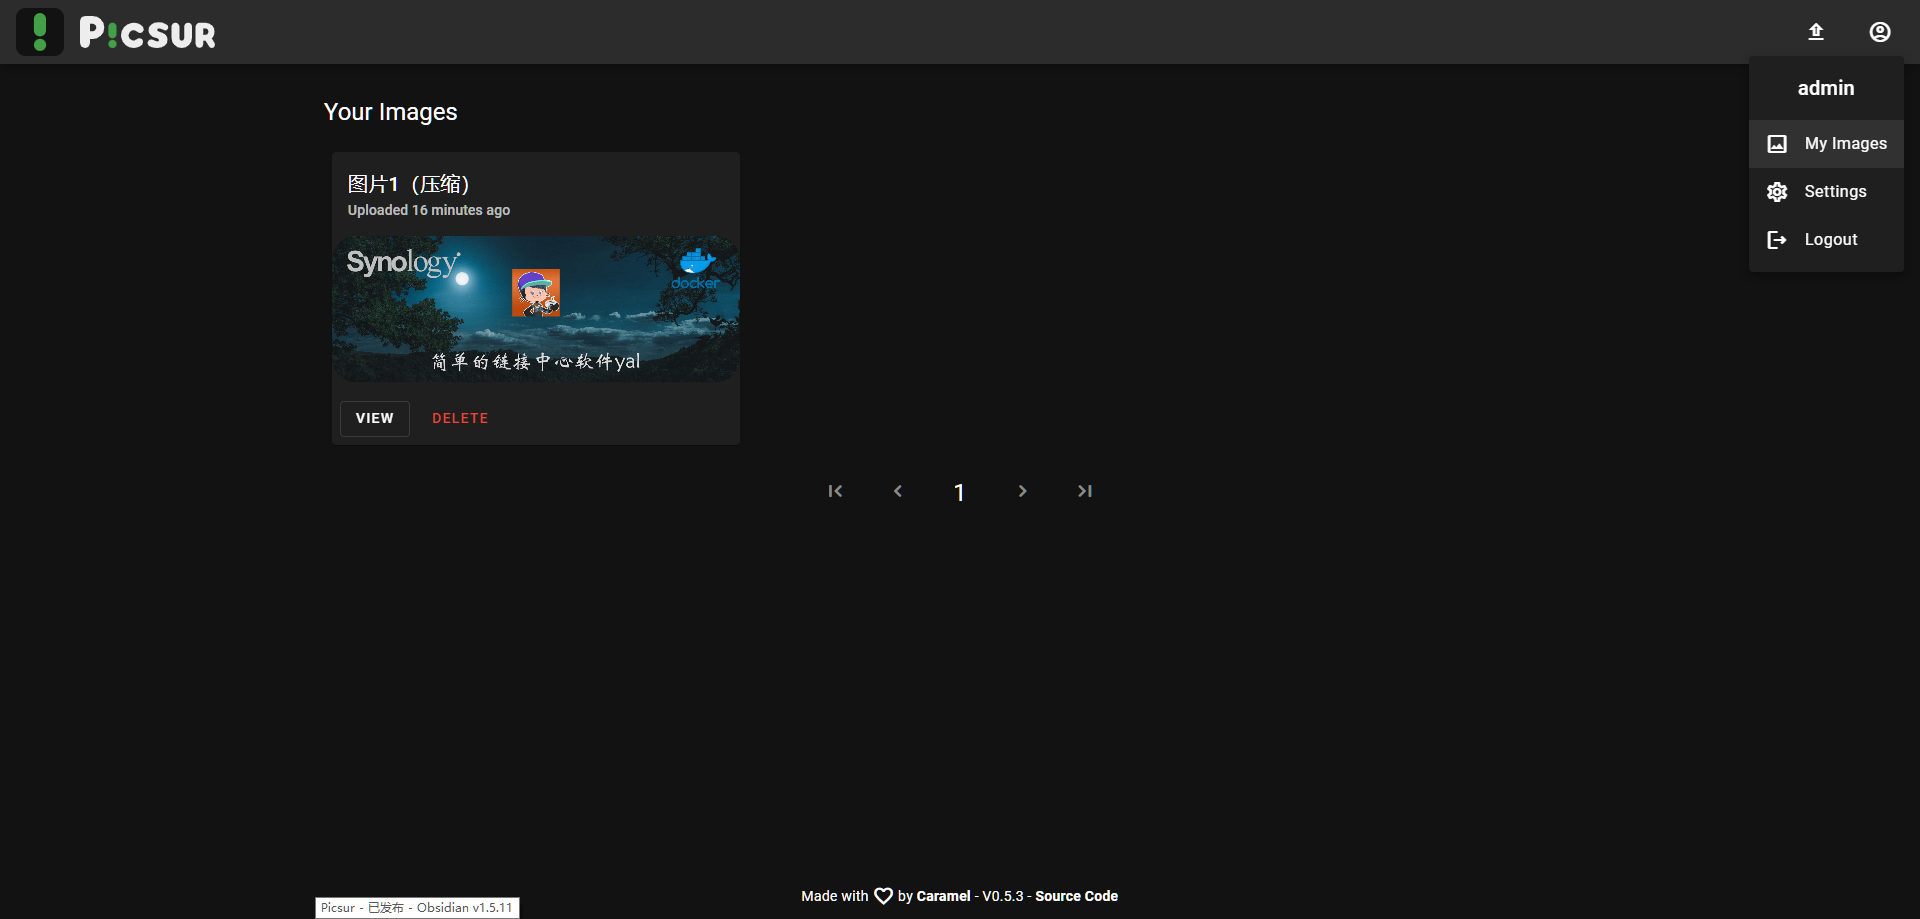 Picsur
admin
My Images
Settings
Logout
Your Images
图片1（压缩）
Uploaded 16 minutes ago
Synology
docker
简单的链接中心软件yal
VIEW
DELETE
1
Made with by Caramel - V0.5.3 - Source Code
Picsur - 已发布 - Obsidian v1.5.11